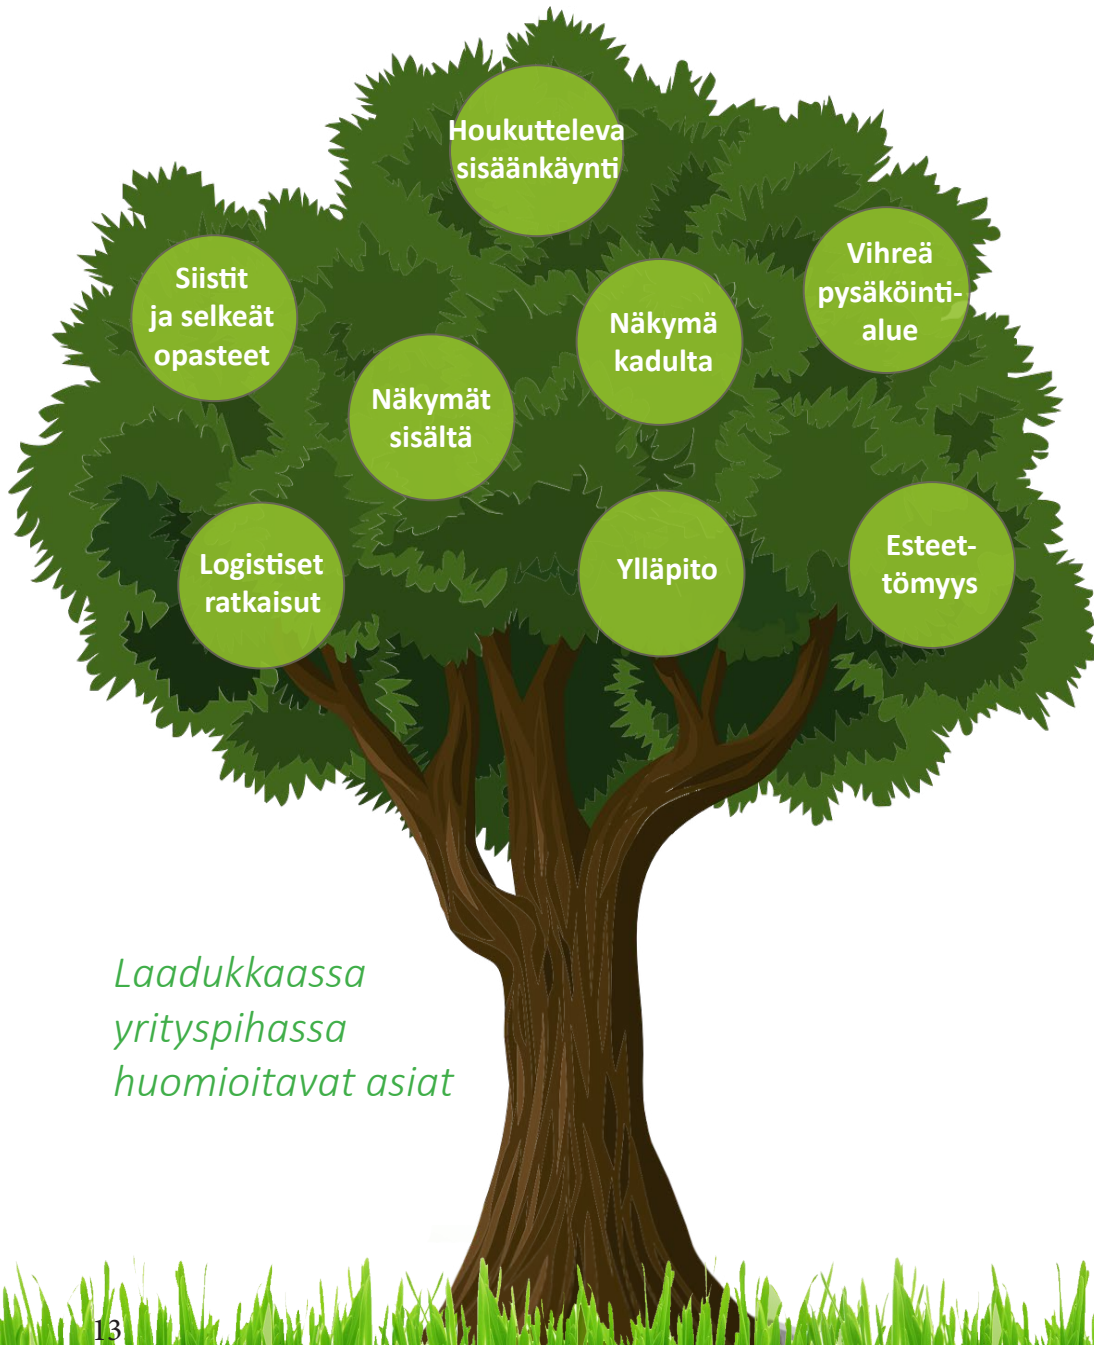 Houkutteleva
sisäänkäynti
Siistit
ja selkeät
opasteet
Vihreä
pysäköinti-
alue
Näkymä
kadulta
Näkymät
sisältä
Logistiset
ratkaisut
Ylläpito
Esteet-
tömyys
Laadukkaassa
yrityspihassa
huomioitavat asiat
13